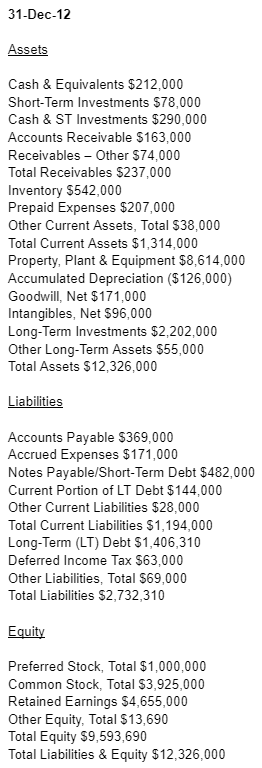 31-Dec-12
Assets
Cash & Equivalents $212,000
Short-Term Investments $78,000
Cash & ST Investments $290,000
Accounts Receivable $163,000
Receivables – Other $74,000
Total Receivables $237,000
Inventory $542,000
Prepaid Expenses $207,000
Other Current Assets, Total $38,000
Total Current Assets $1,314,000
Property, Plant & Equipment $8,614,000
Accumulated Depreciation ($126,000)
Goodwill, Net $171,000
Intangibles, Net $96,000
Long-Term Investments $2,202,000
Other Long-Term Assets $55,000
Total Assets $12,326,000
Liabilities
Accounts Payable $369,000
Accrued Expenses $171,000
Notes Payable/Short-Term Debt $482,000
Current Portion of LT Debt $144,000
Other Current Liabilities $28,000
Total Current Liabilities $1,194,000
Long-Term (LT) Debt $1,406,310
Deferred Income Tax $63,000
Other Liabilities, Total $69,000
Total Liabilities $2,732,310
Equity
Preferred Stock, Total $1,000,000
Common Stock, Total $3,925,000
Retained Earnings $4,655,000
Other Equity, Total $13,690
Total Equity $9,593,690
Total Liabilities & Equity $12,326,000